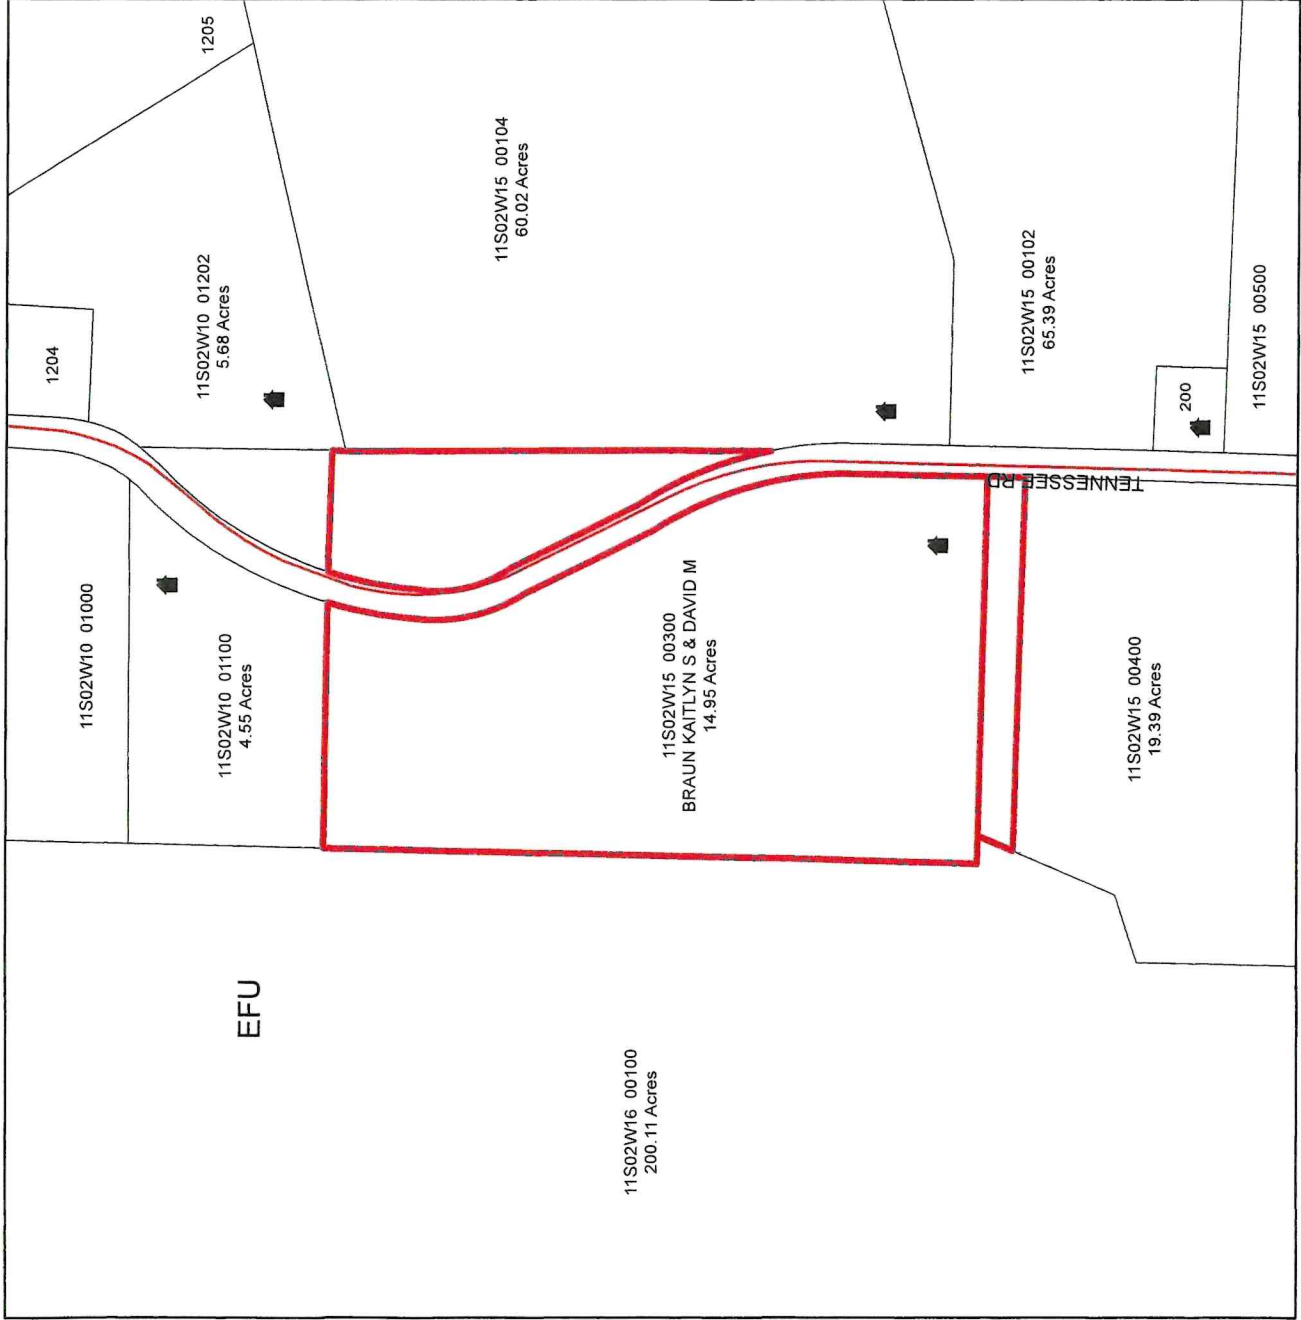 1205
11S02W15 00104
60.02 Acres
11S02W10 01202
5.68 Acres
1204
11S02W15 00102
65.39 Acres
11S02W15 00500
200
TENNESSEE RD
11S02W10 01000
11S02W10 01100
4.55 Acres
11S02W15 00300
BRAUN KAITLYN S & DAVID M
14.95 Acres
11S02W15 00400
19.39 Acres
EFU
11S02W16 00100
200.11 Acres